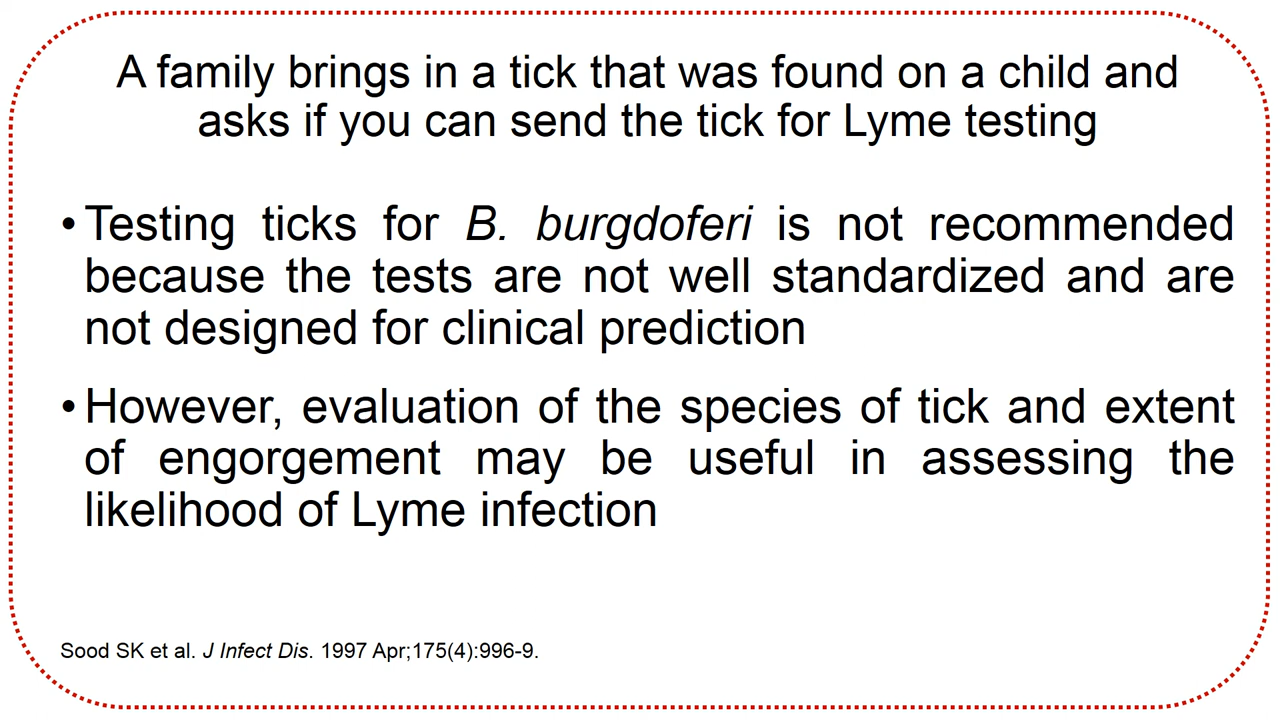 A family brings in a tick that was found on a child and
asks if you can send the tick for Lyme testing
• Testing ticks for B. burgdoferi is not recommended
because the tests are not well standardized and are
not designed for clinical prediction
• However, evaluation of the species of tick and extent
of engorgement may be useful in assessing the
likelihood of Lyme infection
Sood SK et al. J Infect Dis. 1997 Apr;175(4):996-9.